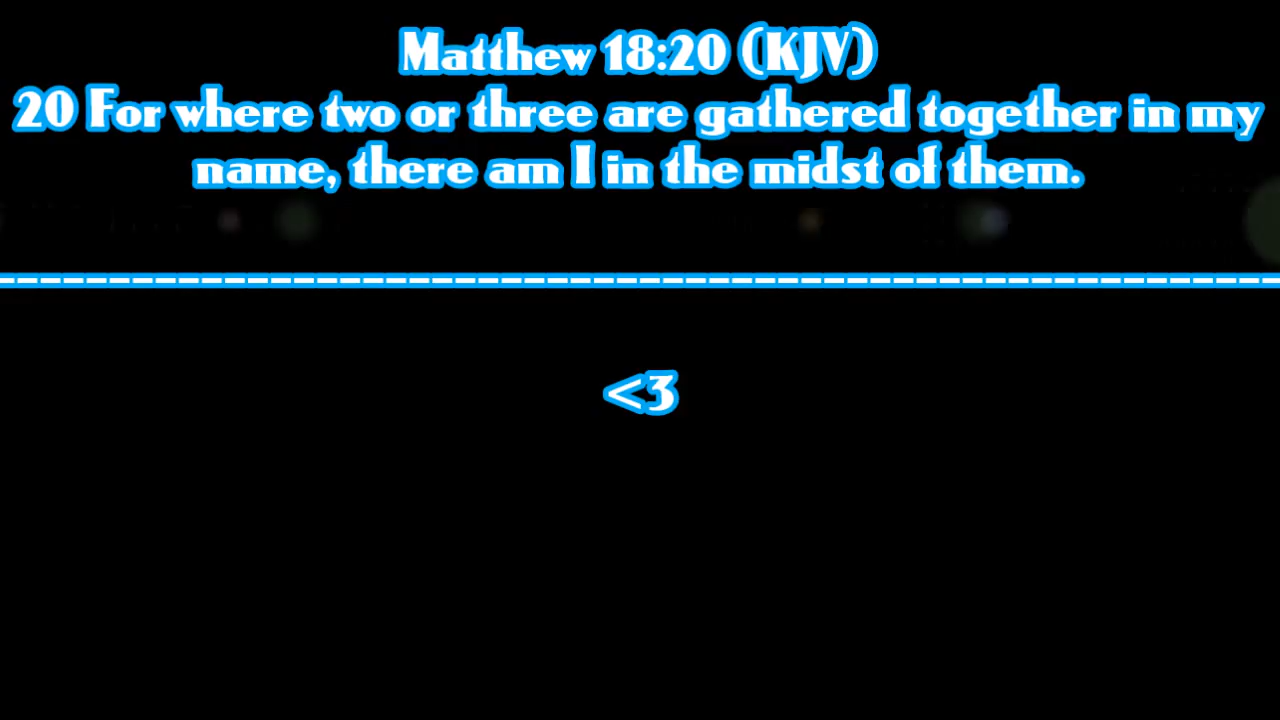 Matthew 18:20 (KJV)
20 For where two or three are gathered together in my
name, there am I in the midst of them.
<3